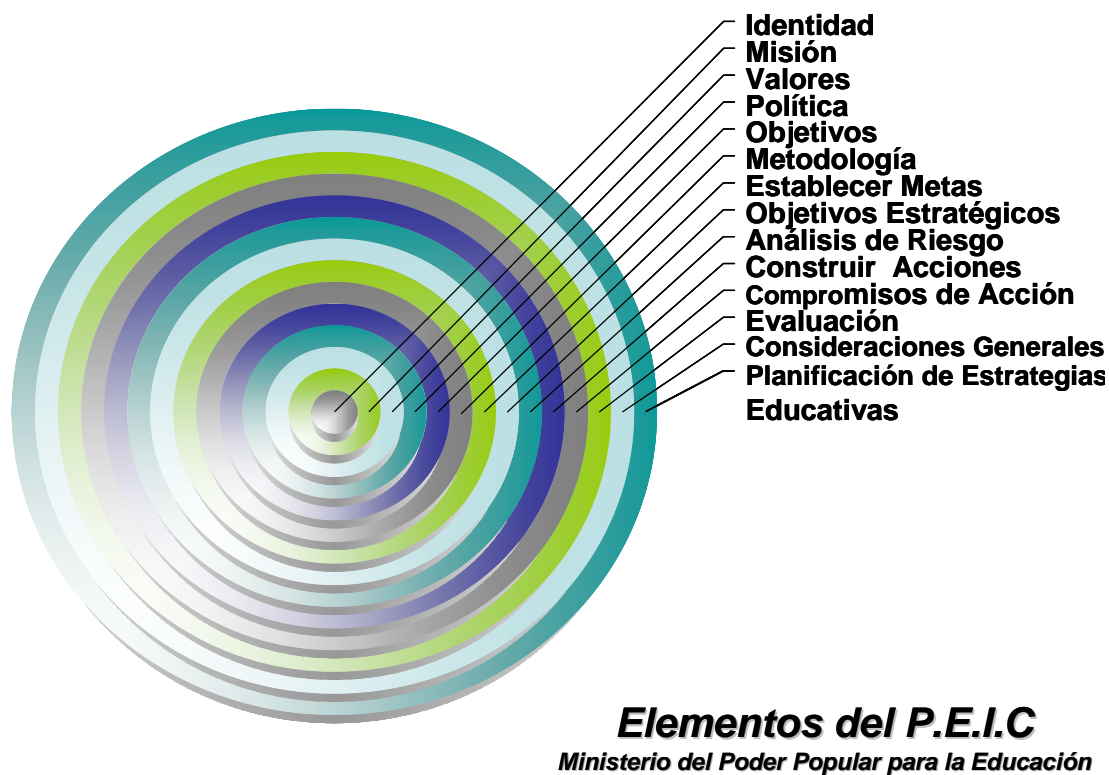 Identidad
Misión
Valores
Política
Objetivos
Metodología
Establecer Metas
Objetivos Estratégicos
Análisis de Riesgo
Construir Acciones
Compromisos de Acción
Evaluación
Consideraciones Generales
Planificación de Estrategias
Educativas
Elementos del P.E.I.C
Ministerio del Poder Popular para la Educación